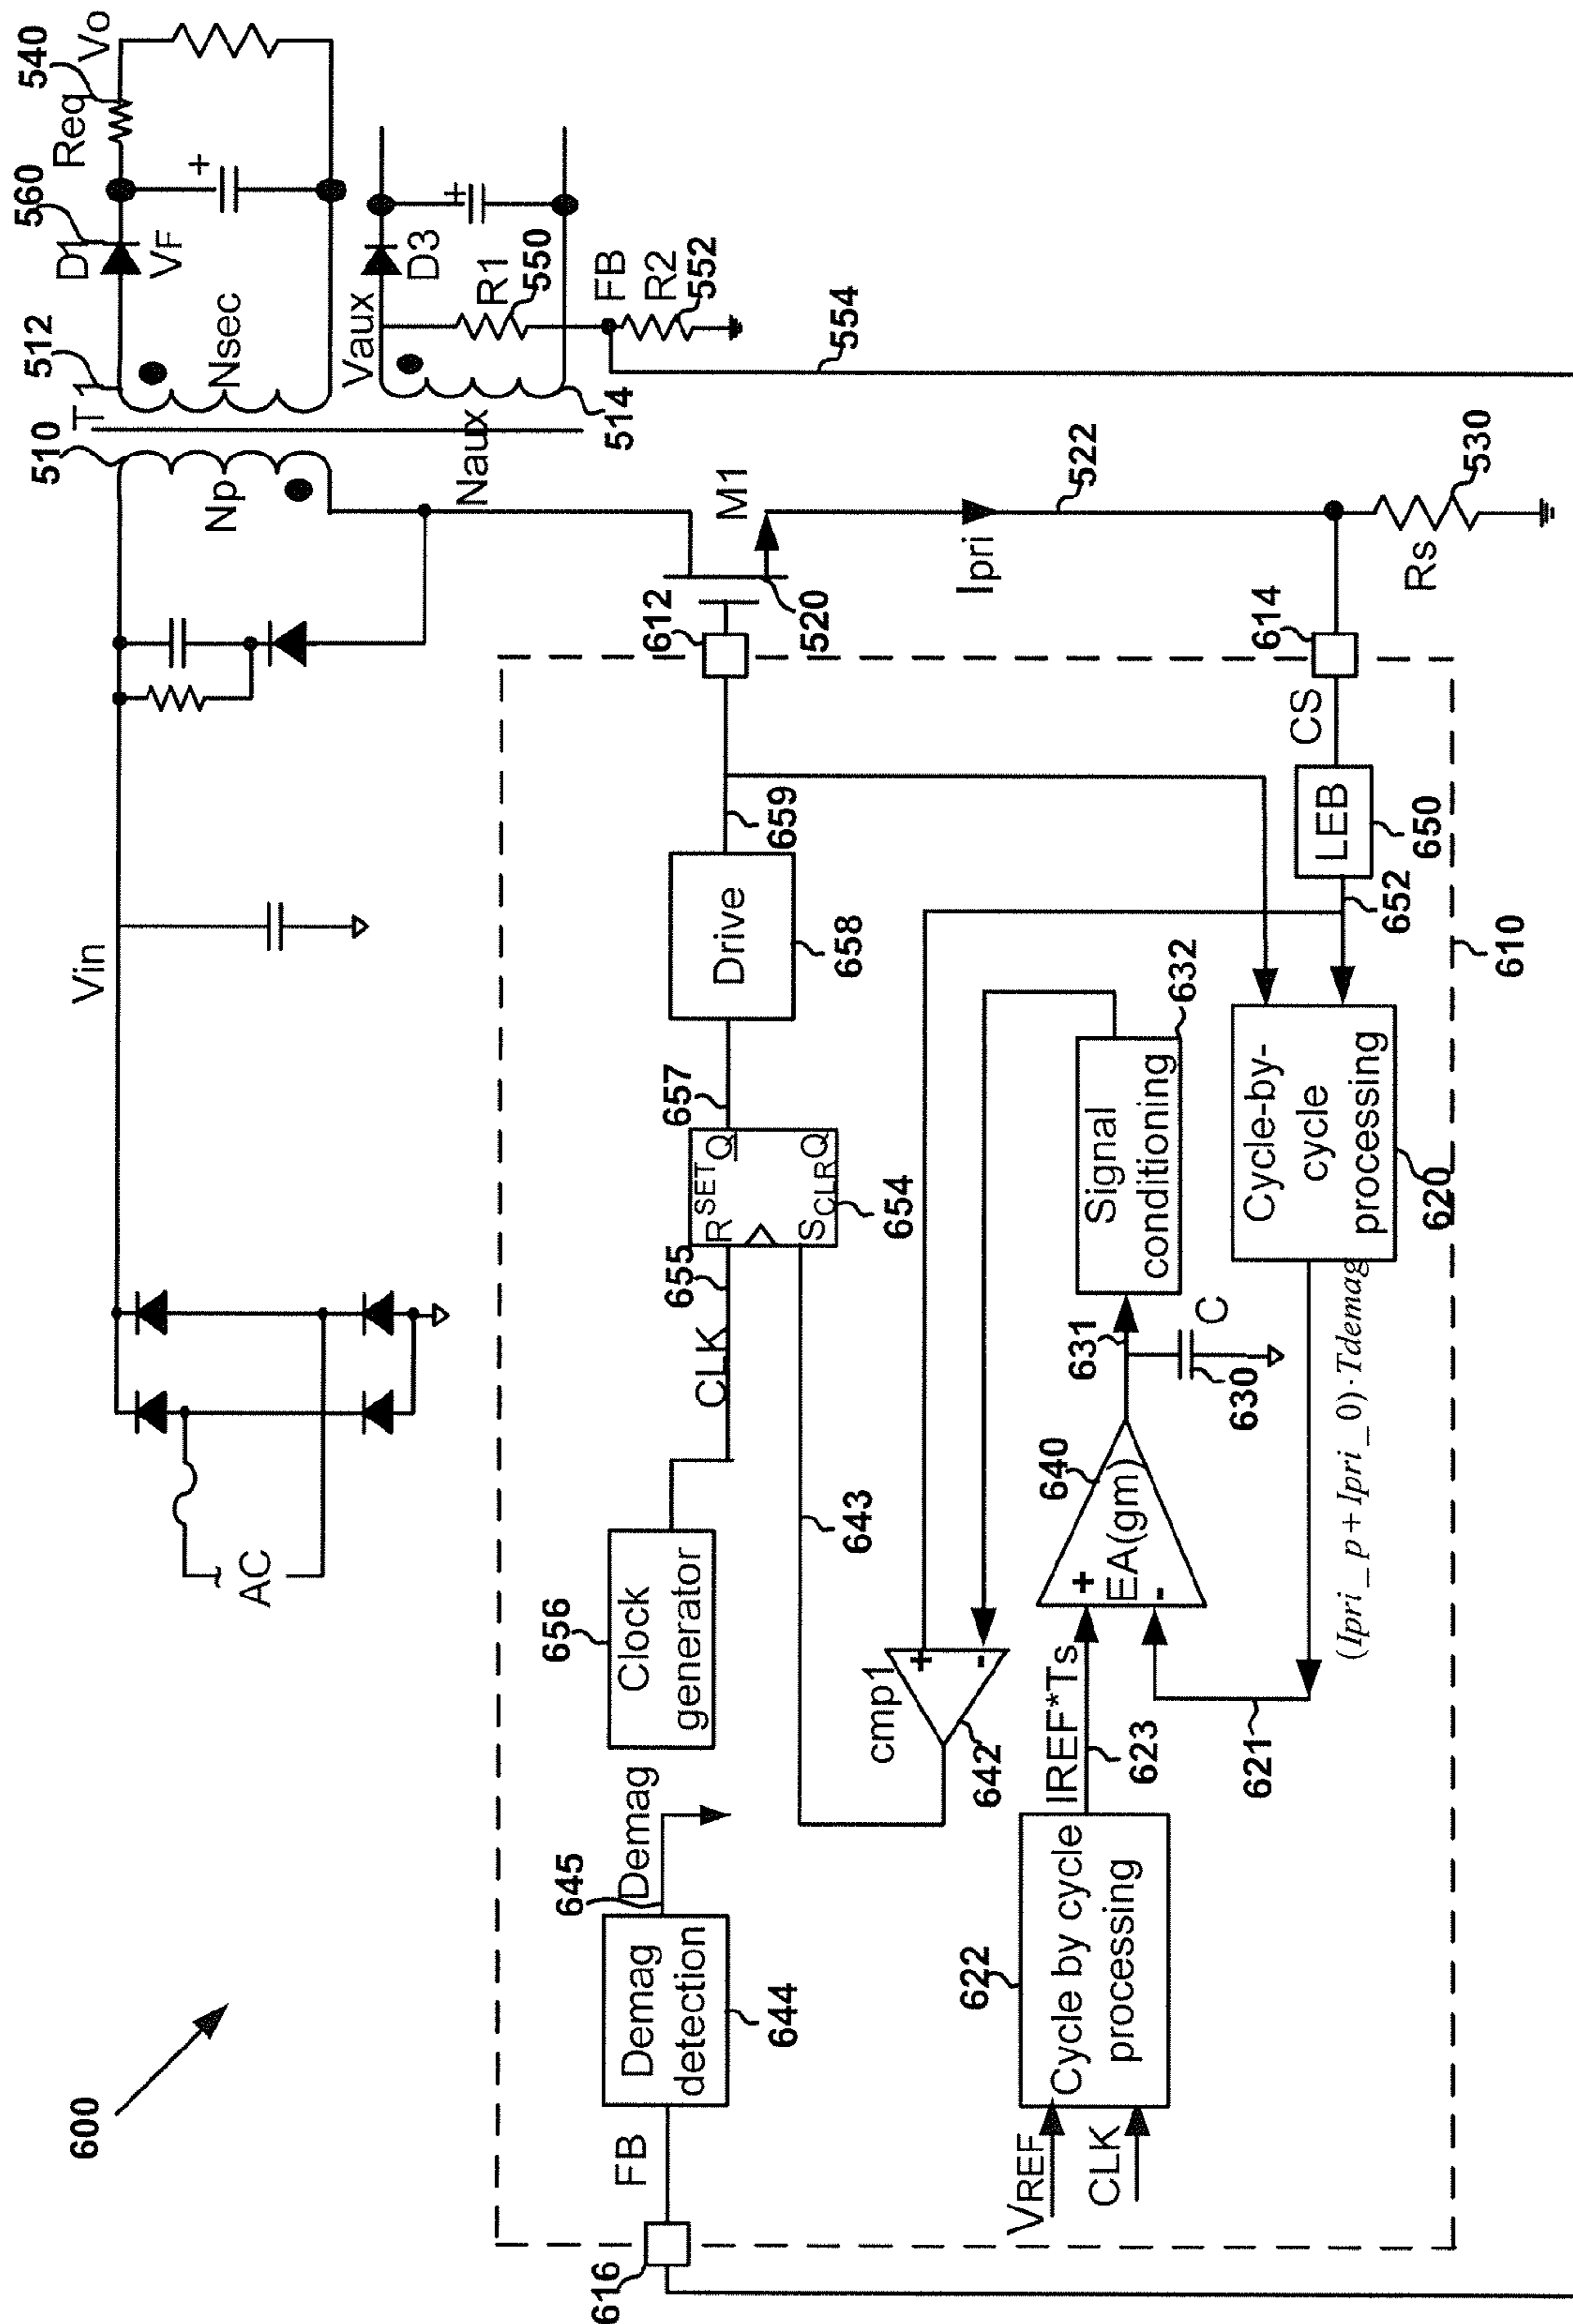 600
AC
Vin
510
T1
512
Np
Nsec
D1
560
VF
Req
540
Vo
Vaux
Naux
514
D3
R1
550
FB
R2
552
554
M1
520
Ipri
522
530
Rs
612
614
616
FB
Demag
detection
644
645
Demag
656
Clock
generator
CLK
655
R SET Q
S CLR Q
654
657
Drive
658
659
cmp1
+
-
642
643
VREF
CLK
622
Cycle by cycle
processing
IREF*Ts
623
621
640
+
EA(gm)
-
631
630
C
Signal
conditioning
632
(Ipri_p+Ipri_0)·Tdemag
Cycle-by-
cycle
processing
620
652
LEB
650
CS
610